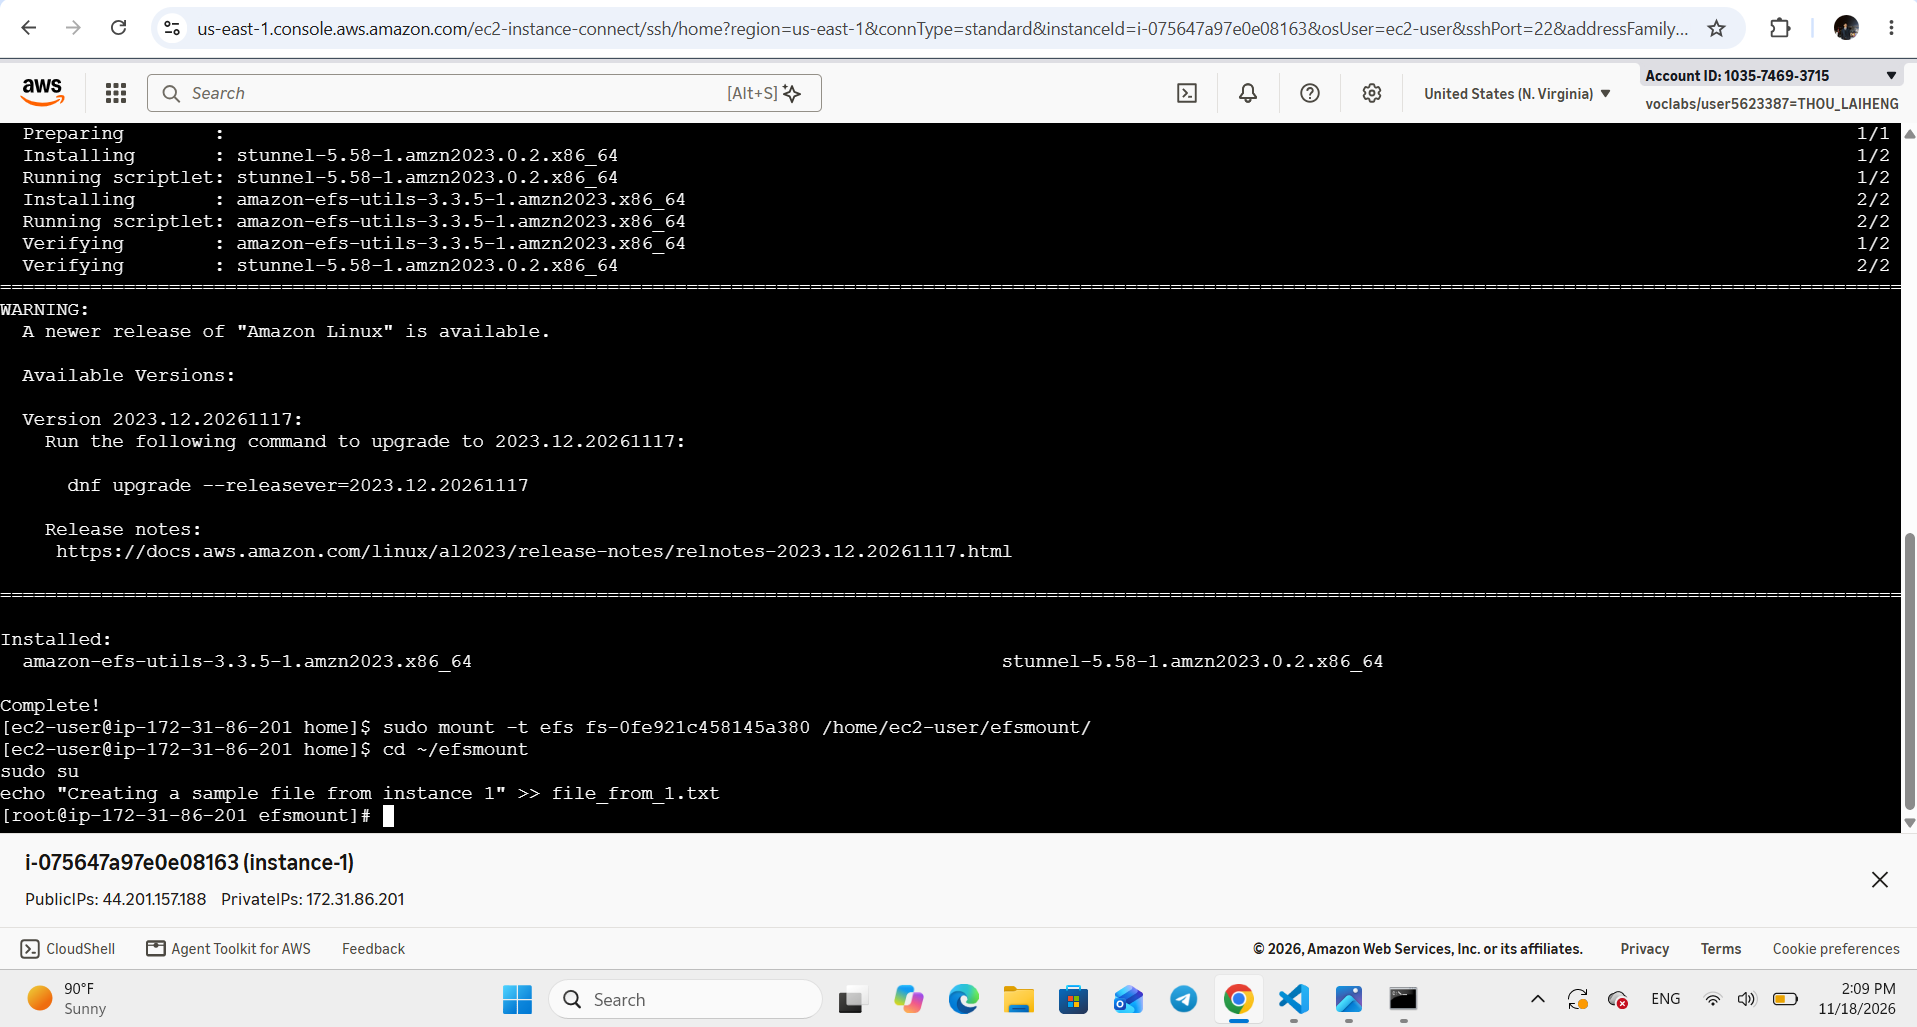 us-east-1.console.aws.amazon.com/ec2-instance-connect/ssh/home?region=us-east-1&connType=standard&instanceId=i-075647a97e0e08163&osUser=ec2-user&sshPort=22&addressFamily...
aws
Search [Alt+S]
United States (N. Virginia)
Account ID: 1035-7469-3715
voclabs/user5623387=THOU_LAIHENG
Preparing : 1/1
Installing : stunnel-5.58-1.amzn2023.0.2.x86_64 1/2
Running scriptlet: stunnel-5.58-1.amzn2023.0.2.x86_64 1/2
Installing : amazon-efs-utils-3.3.5-1.amzn2023.x86_64 2/2
Running scriptlet: amazon-efs-utils-3.3.5-1.amzn2023.x86_64 2/2
Verifying : amazon-efs-utils-3.3.5-1.amzn2023.x86_64 1/2
Verifying : stunnel-5.58-1.amzn2023.0.2.x86_64 2/2
WARNING:
A newer release of "Amazon Linux" is available.
Available Versions:
Version 2023.12.20261117:
Run the following command to upgrade to 2023.12.20261117:
dnf upgrade --releasever=2023.12.20261117
Release notes:
https://docs.aws.amazon.com/linux/al2023/release-notes/relnotes-2023.12.20261117.html
Installed:
amazon-efs-utils-3.3.5-1.amzn2023.x86_64 stunnel-5.58-1.amzn2023.0.2.x86_64
Complete!
[ec2-user@ip-172-31-86-201 home]$ sudo mount -t efs fs-0fe921c458145a380 /home/ec2-user/efsmount/
[ec2-user@ip-172-31-86-201 home]$ cd ~/efsmount
sudo su
echo "Creating a sample file from instance 1" >> file_from_1.txt
[root@ip-172-31-86-201 efsmount]#
i-075647a97e0e08163 (instance-1)
PublicIPs: 44.201.157.188 PrivateIPs: 172.31.86.201
CloudShell Agent Toolkit for AWS Feedback © 2026, Amazon Web Services, Inc. or its affiliates. Privacy Terms Cookie preferences
90°F
Sunny
Search
ENG
2:09 PM
11/18/2026